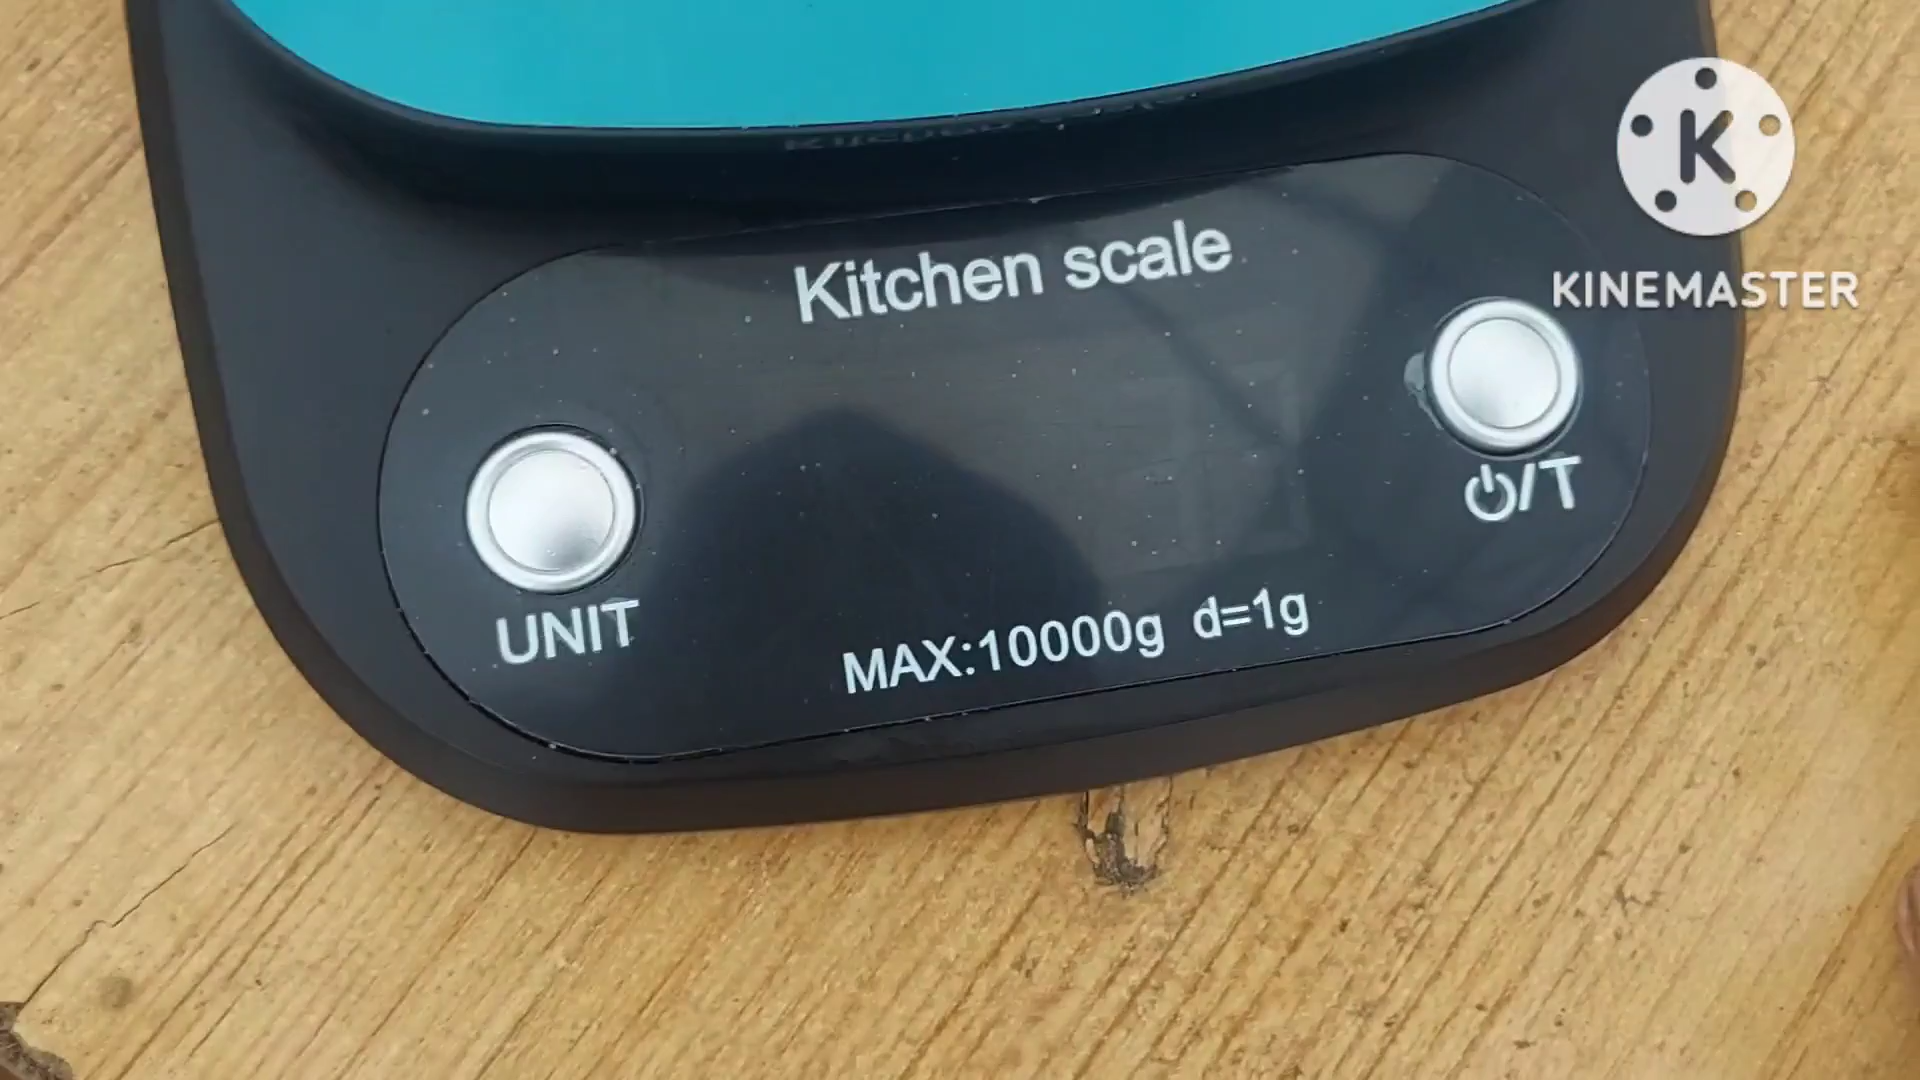 Kitchen scale
K
KINEMASTER
⏻/T
UNIT
MAX:10000g d=1g